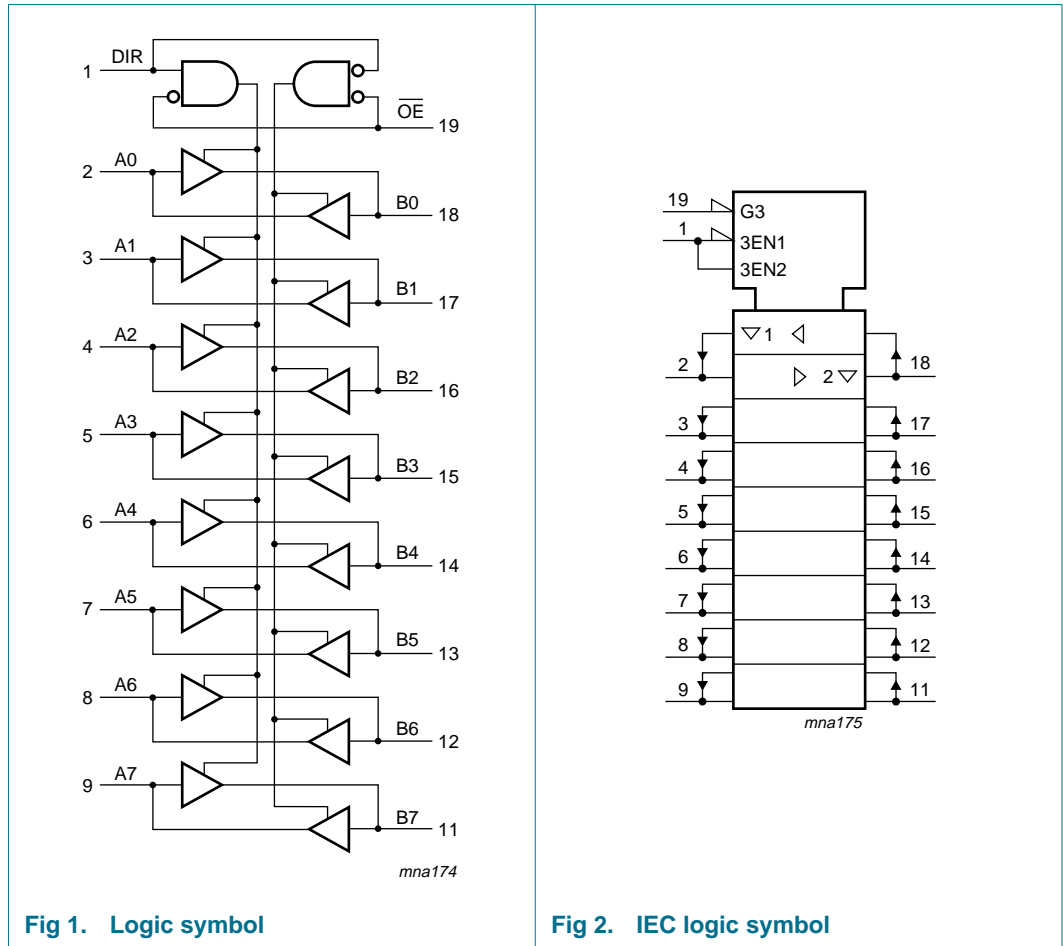 1 DIR
OE
19
2 A0
B0
18
3 A1
B1
17
4 A2
B2
16
5 A3
B3
15
6 A4
B4
14
7 A5
B5
13
8 A6
B6
12
9 A7
B7
11
mna174
Fig 1. Logic symbol
19 G3
1 3EN1
3EN2
1
2 18
2
3 17
4 16
5 15
6 14
7 13
8 12
9 11
mna175
Fig 2. IEC logic symbol